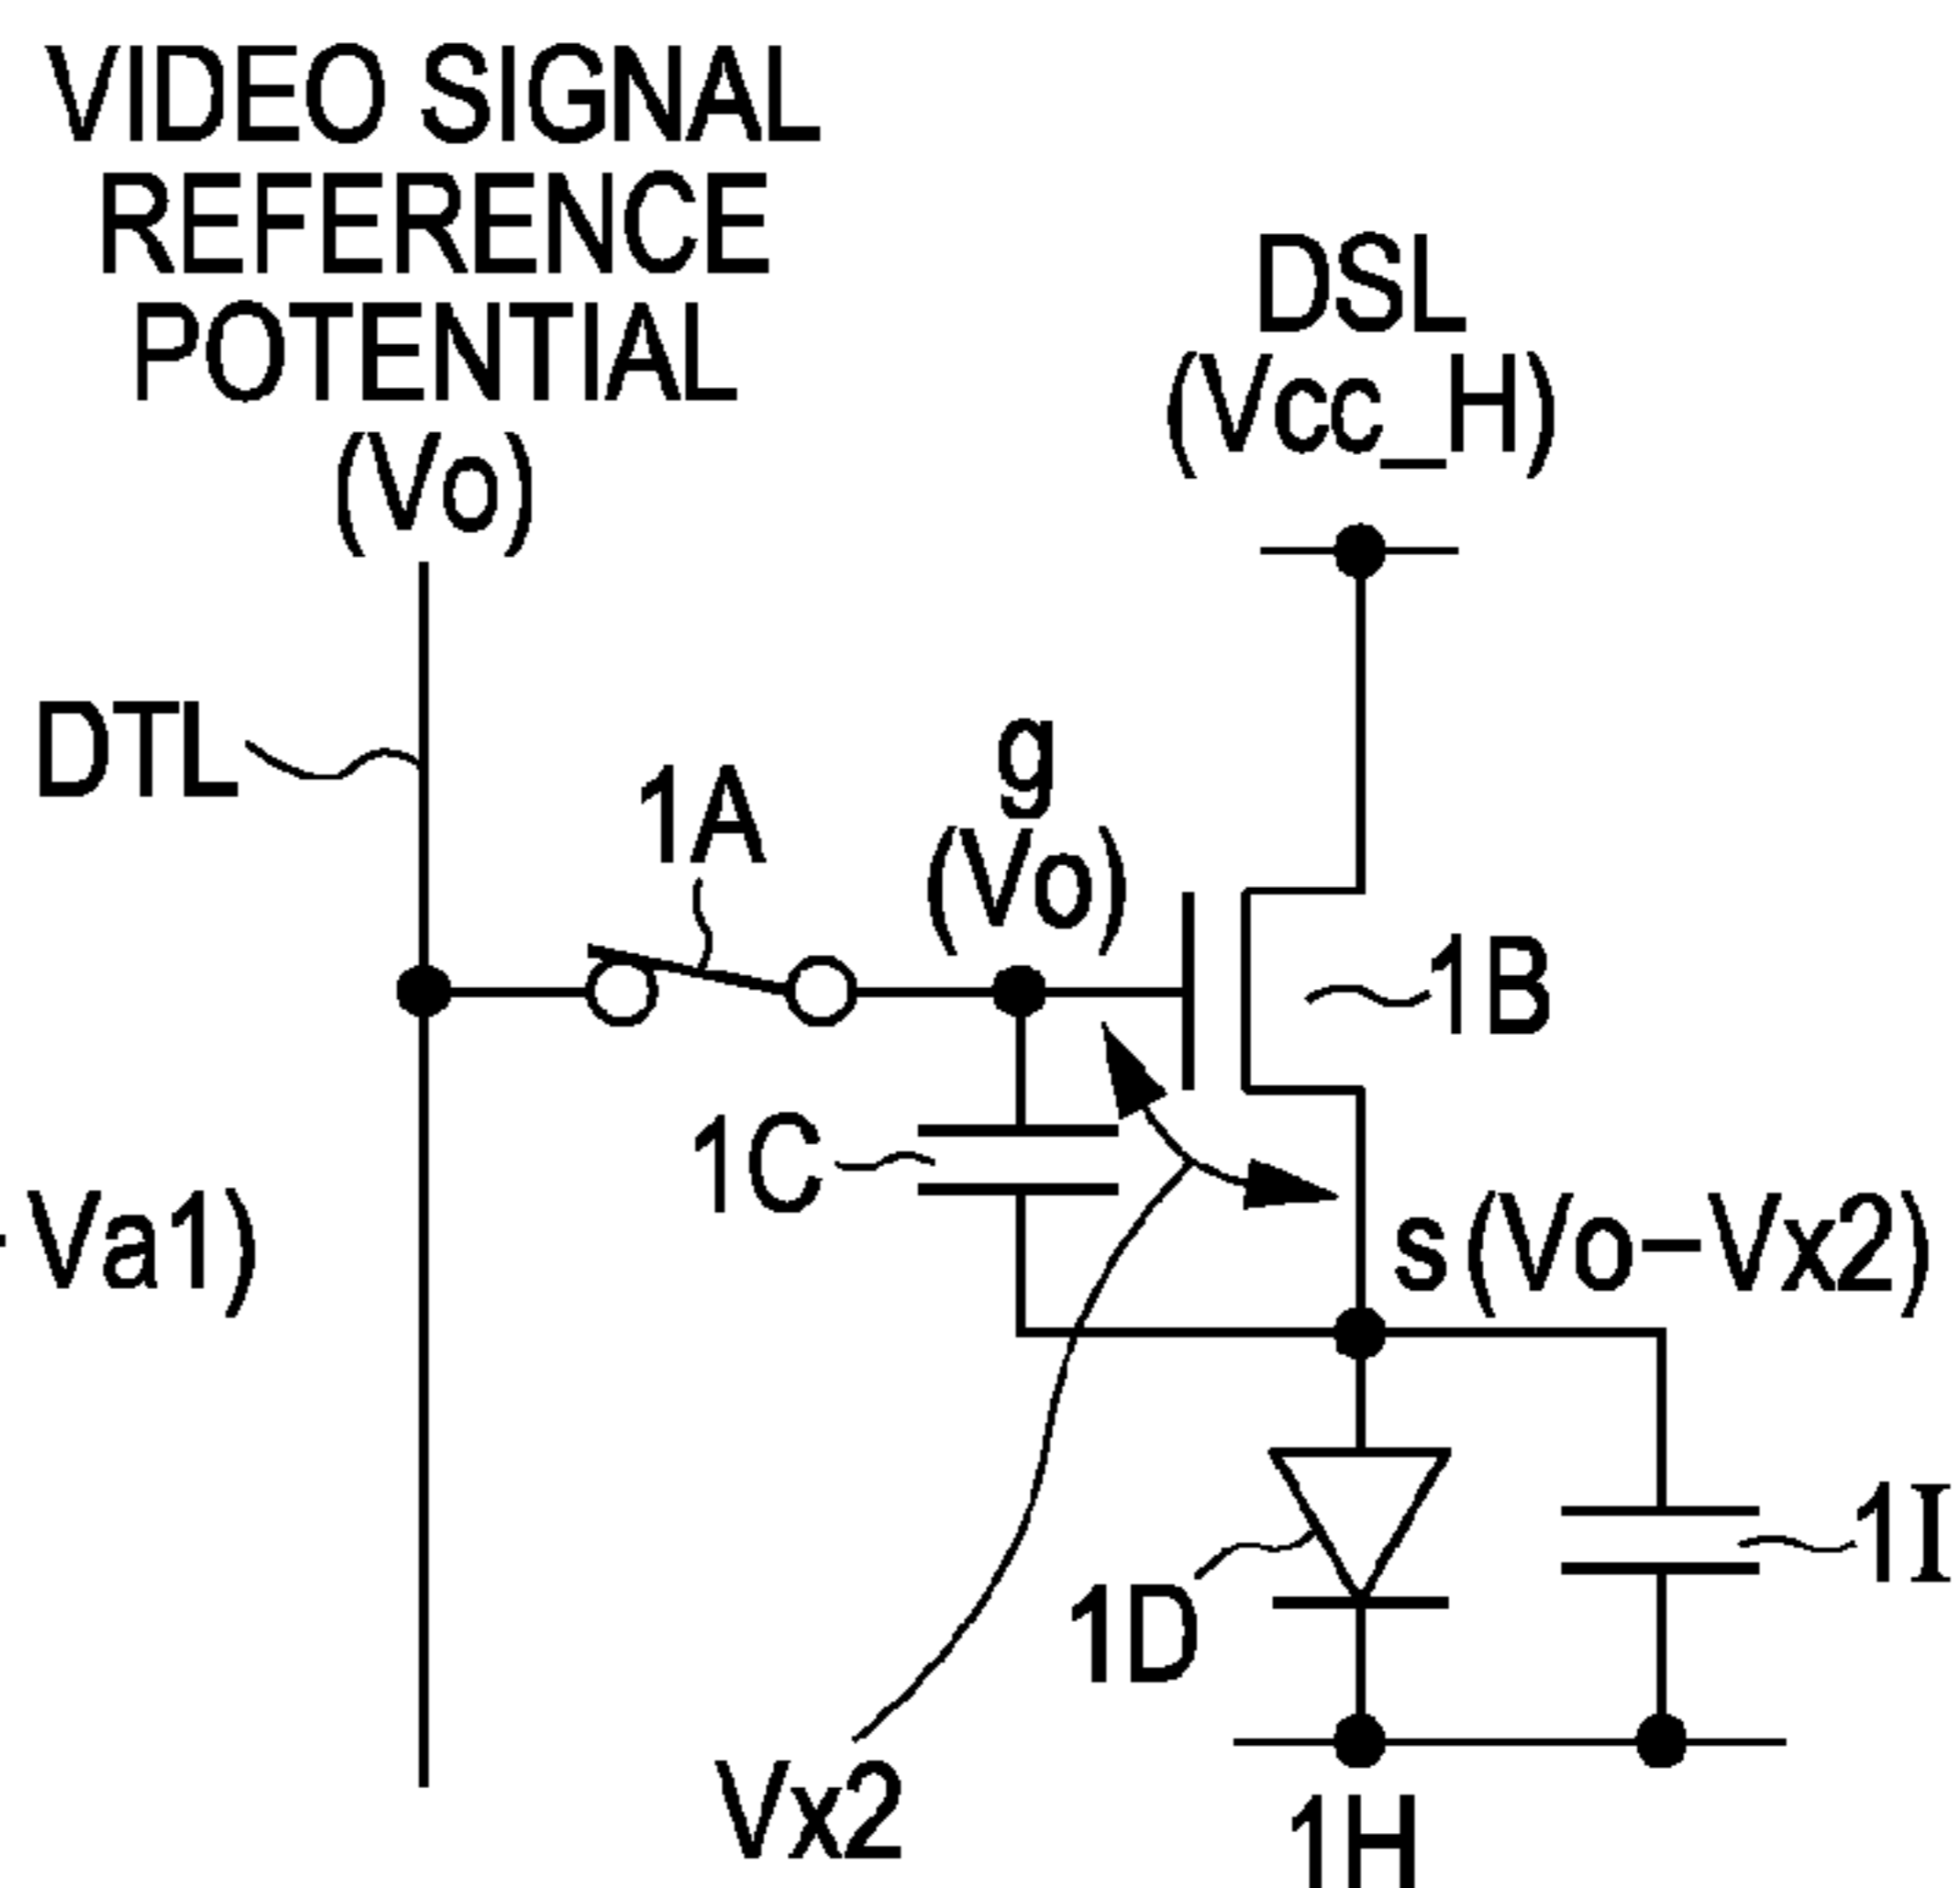 VIDEO SIGNAL
REFERENCE
POTENTIAL
(Vo)
DSL
(Vcc_H)
DTL
1A
g
(Vo)
1B
1C
-Va1)
s(Vo-Vx2)
1D
1I
Vx2
1H